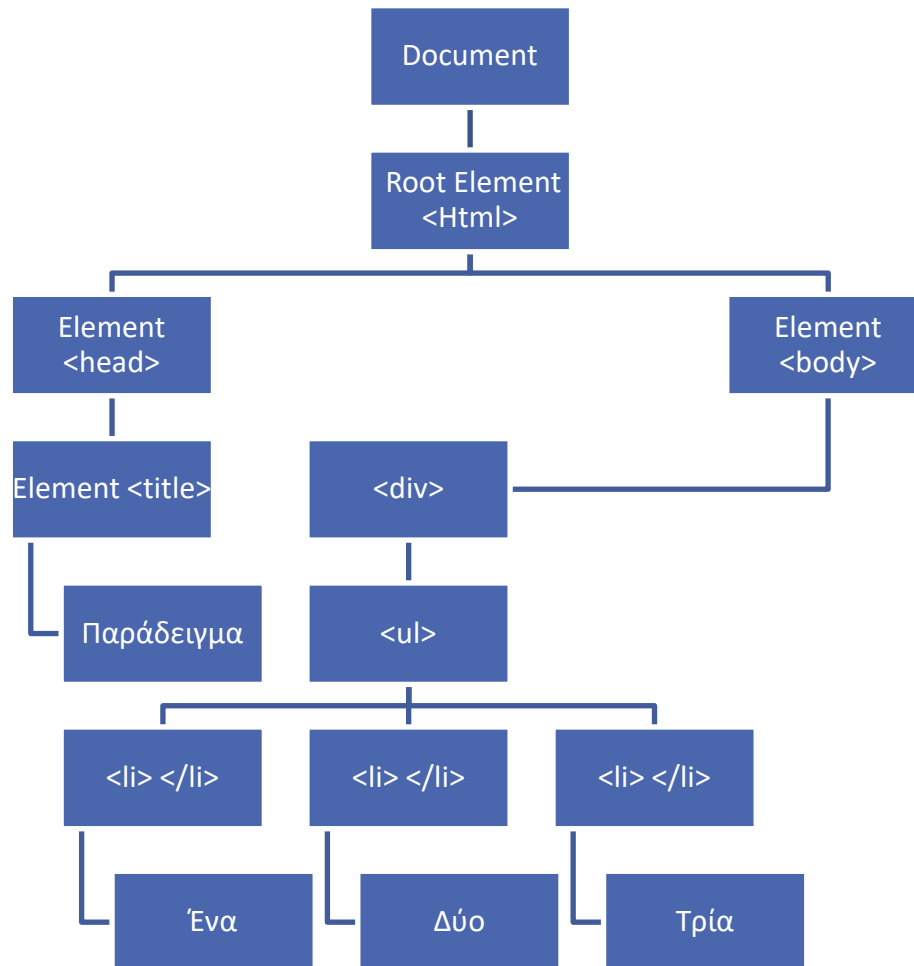 Document
Root Element
<Html>
Element
<head>
Element
<body>
Element <title>
<div>
Παράδειγμα
<ul>
<li> </li>
<li> </li>
<li> </li>
Ένα
Δύο
Τρία